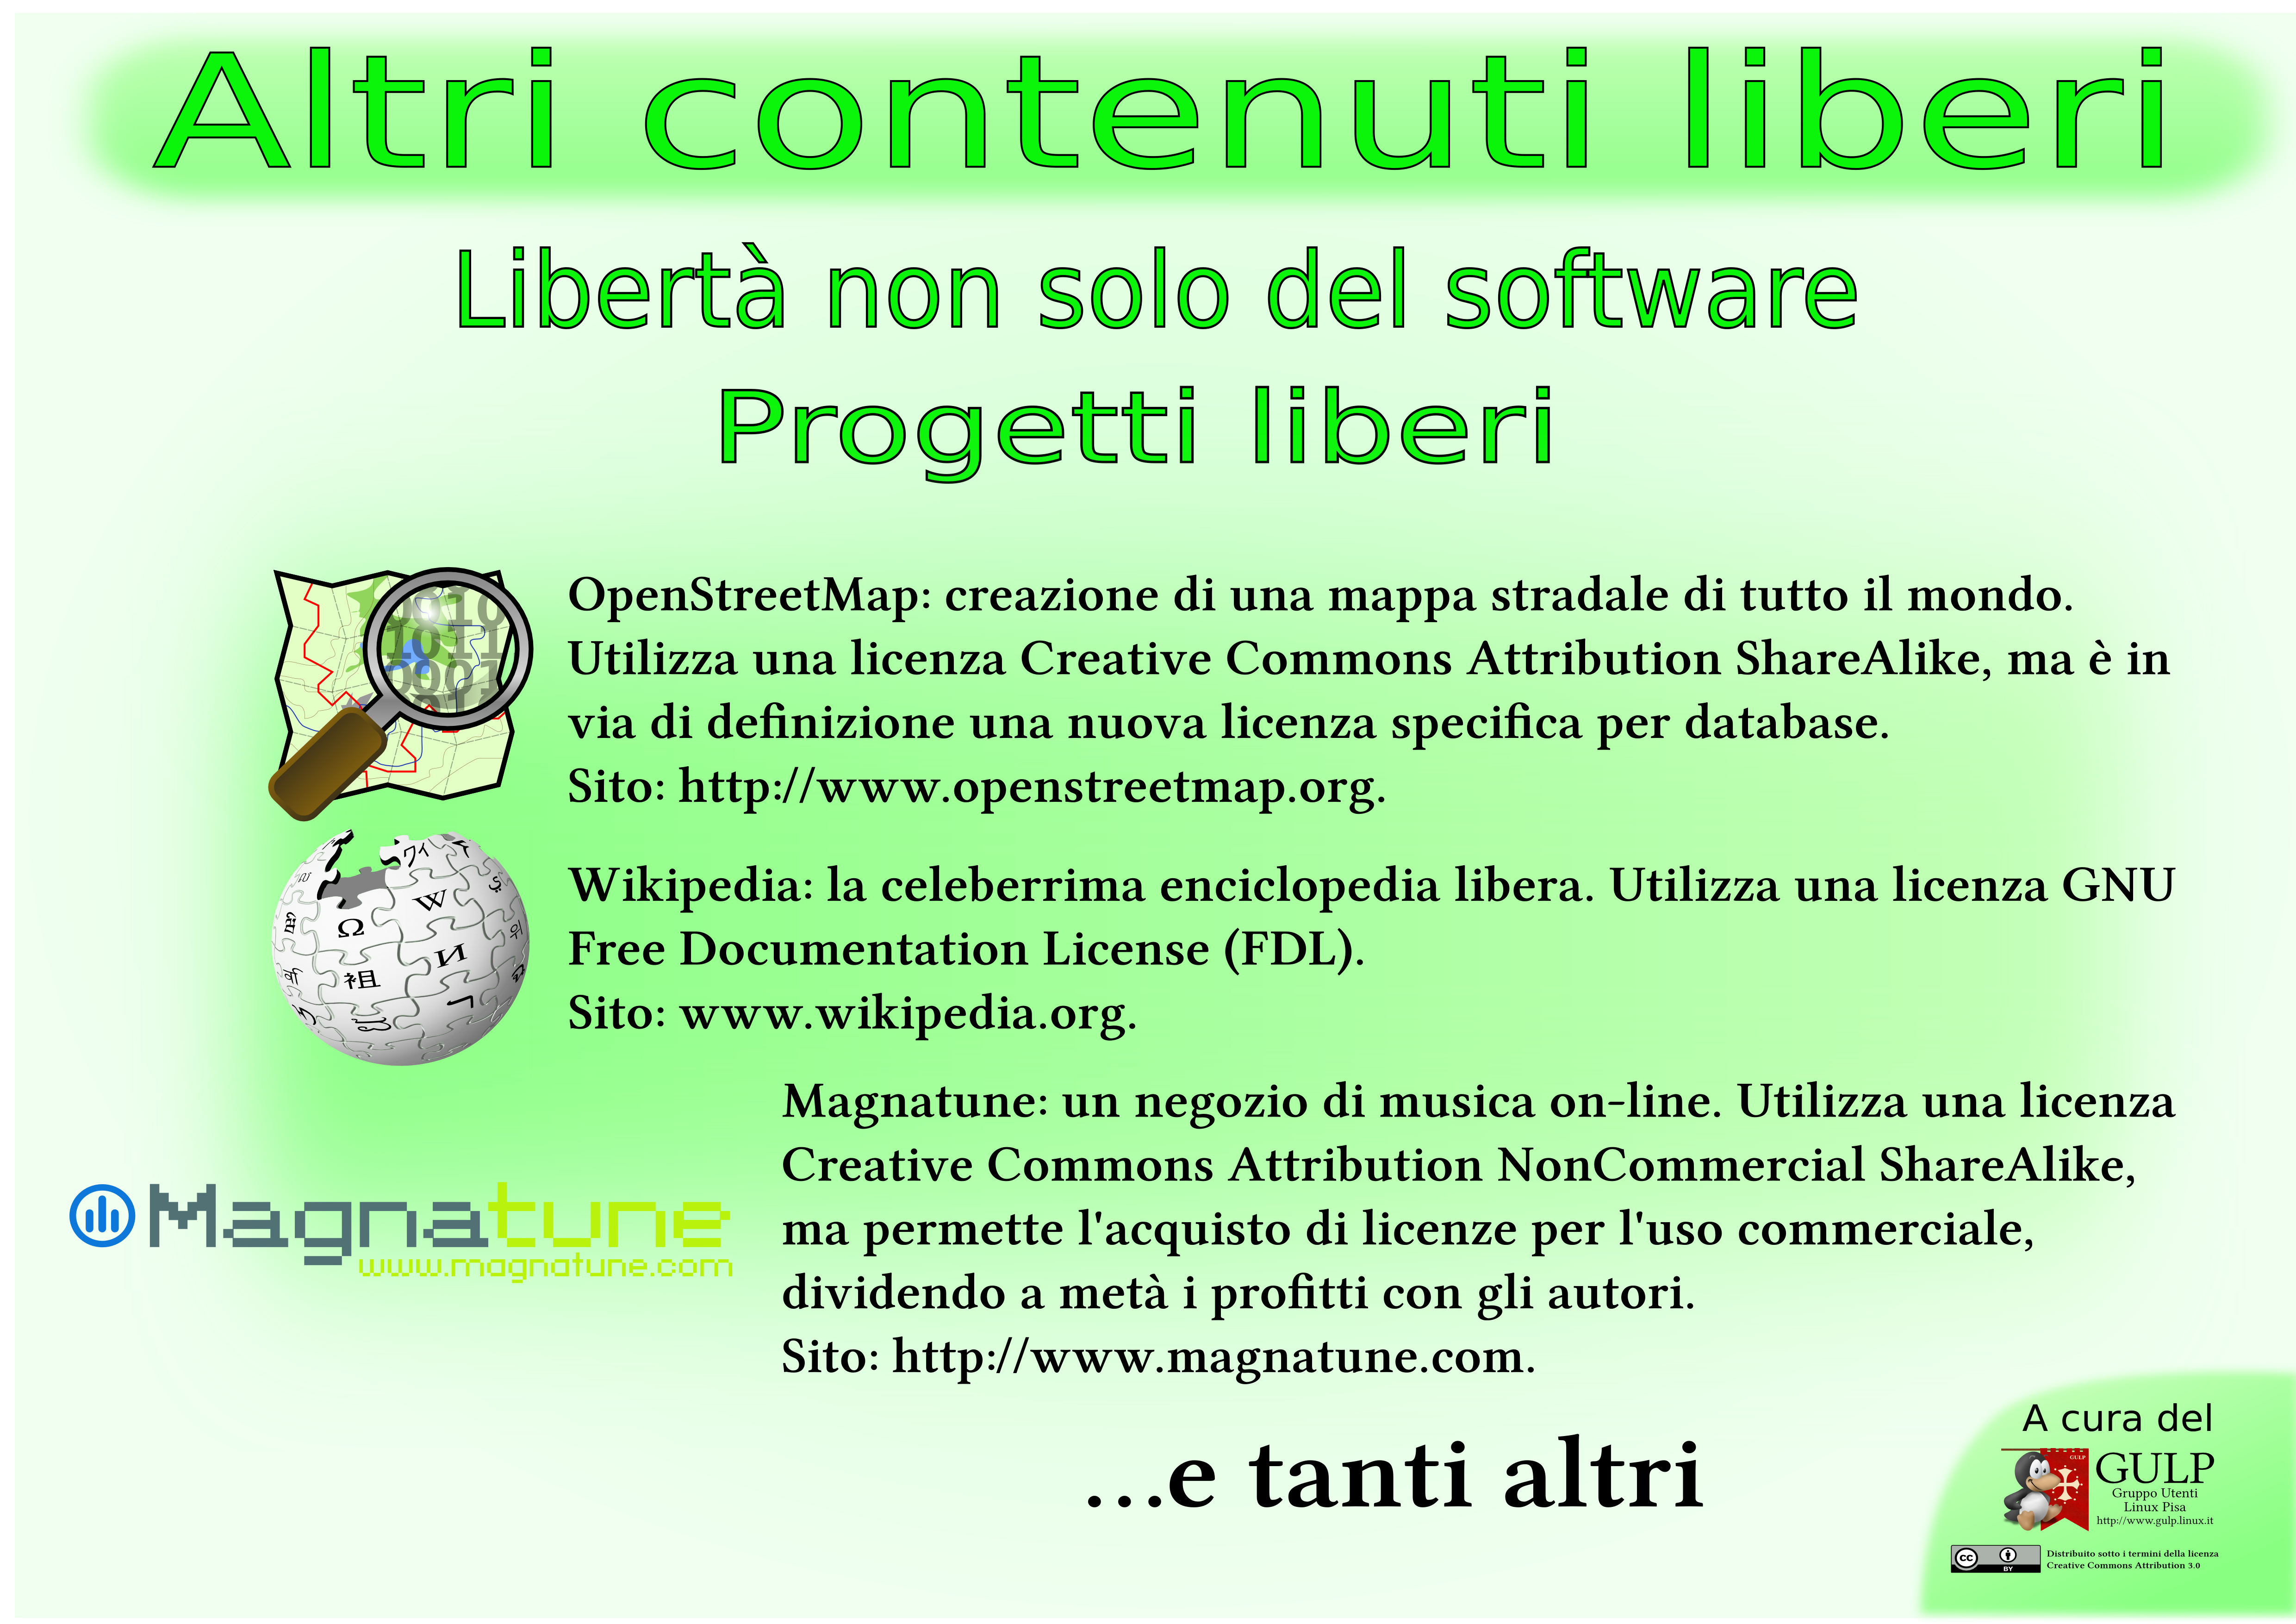 Altri contenuti liberi
Libertà non solo del software
Progetti liberi
OpenStreetMap: creazione di una mappa stradale di tutto il mondo.
Utilizza una licenza Creative Commons Attribution ShareAlike, ma è in
via di definizione una nuova licenza specifica per database.
Sito: http://www.openstreetmap.org.
Wikipedia: la celeberrima enciclopedia libera. Utilizza una licenza GNU
Free Documentation License (FDL).
Sito: www.wikipedia.org.
Magnatune: un negozio di musica on-line. Utilizza una licenza
Creative Commons Attribution NonCommercial ShareAlike,
ma permette l'acquisto di licenze per l'uso commerciale,
dividendo a metà i profitti con gli autori.
Sito: http://www.magnatune.com.
Magnatune
www.magnatune.com
...e tanti altri
A cura del
GULP
GULP
Gruppo Utenti
Linux Pisa
http://www.gulp.linux.it
cc
BY
Distribuito sotto i termini della licenza
Creative Commons Attribution 3.0
Ω
W
И
祖
ワィ